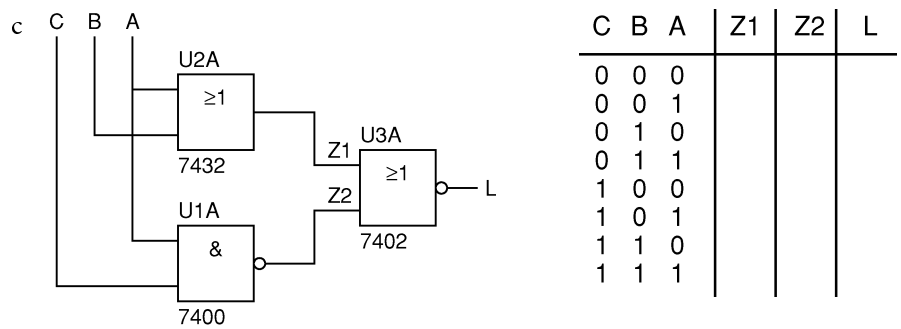 c C B A
U2A
≥1
7432
Z1
U3A
≥1
Z2
L
7402
U1A
&
7400
C B A Z1 Z2 L
0 0 0
0 0 1
0 1 0
0 1 1
1 0 0
1 0 1
1 1 0
1 1 1